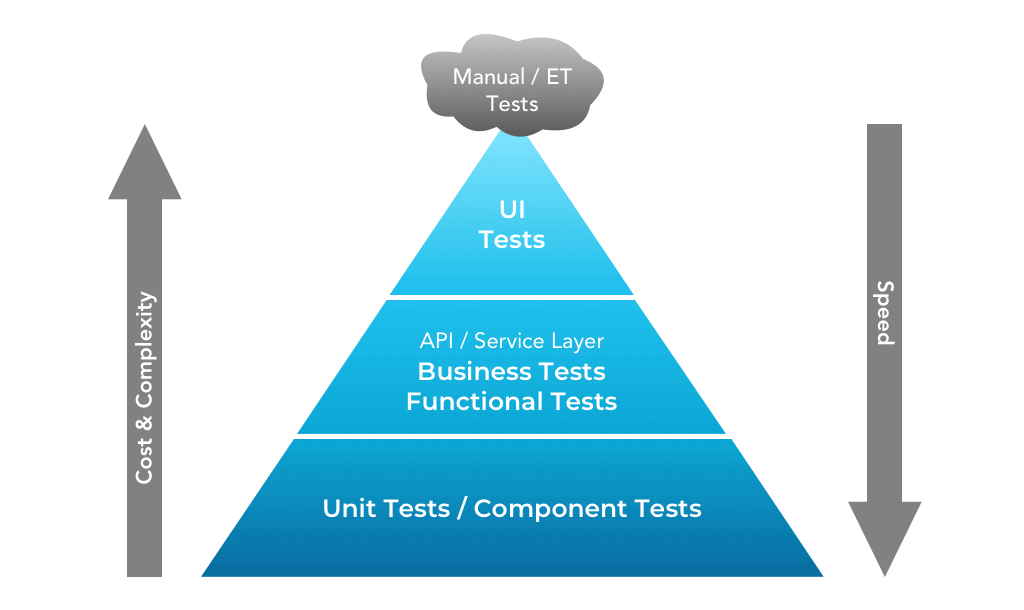 Manual / ET
Tests
UI
Tests
API / Service Layer
Business Tests
Functional Tests
Unit Tests / Component Tests
Cost & Complexity
Speed